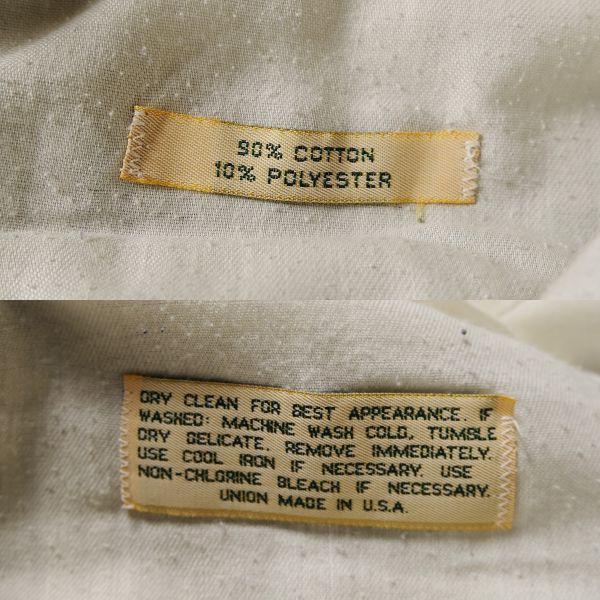 90% COTTON
10% POLYESTER
DRY CLEAN FOR BEST APPEARANCE. IF
WASHED: MACHINE WASH COLD, TUMBLE
DRY DELICATE. REMOVE IMMEDIATELY.
USE COOL IRON IF NECESSARY. USE
NON-CHLORINE BLEACH IF NECESSARY.
UNION MADE IN U.S.A.